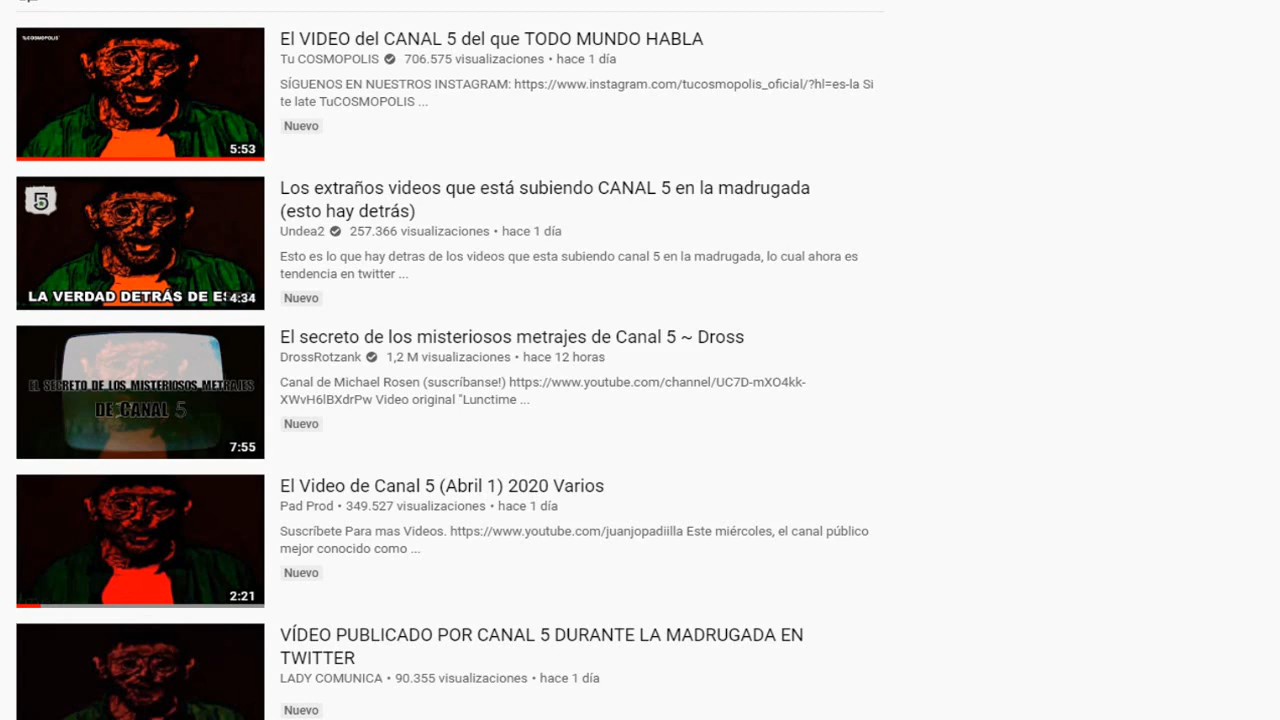 %COSMOPOLIS
5:53
El VIDEO del CANAL 5 del que TODO MUNDO HABLA
Tu COSMOPOLIS 706.575 visualizaciones • hace 1 día
SÍGUENOS EN NUESTROS INSTAGRAM: https://www.instagram.com/tucosmopolis_oficial/?hl=es-la Si
te late TuCOSMOPOLIS ...
Nuevo
5
LA VERDAD DETRÁS DE
4:34
Los extraños videos que está subiendo CANAL 5 en la madrugada
(esto hay detrás)
Undea2 257.366 visualizaciones • hace 1 día
Esto es lo que hay detras de los videos que esta subiendo canal 5 en la madrugada, lo cual ahora es
tendencia en twitter ...
Nuevo
EL SECRETO DE LOS MISTERIOSOS METRAJES
DE CANAL 5
7:55
El secreto de los misteriosos metrajes de Canal 5 ~ Dross
DrossRotzank 1,2 M visualizaciones • hace 12 horas
Canal de Michael Rosen (suscríbanse!) https://www.youtube.com/channel/UC7D-mXO4kk-
XWvH6lBXdrPw Video original "Lunctime ...
Nuevo
2:21
El Video de Canal 5 (Abril 1) 2020 Varios
Pad Prod • 349.527 visualizaciones • hace 1 día
Suscríbete Para mas Videos. https://www.youtube.com/juanjopadiilla Este miércoles, el canal público
mejor conocido como ...
Nuevo
VÍDEO PUBLICADO POR CANAL 5 DURANTE LA MADRUGADA EN
TWITTER
LADY COMUNICA • 90.355 visualizaciones • hace 1 día
Nuevo